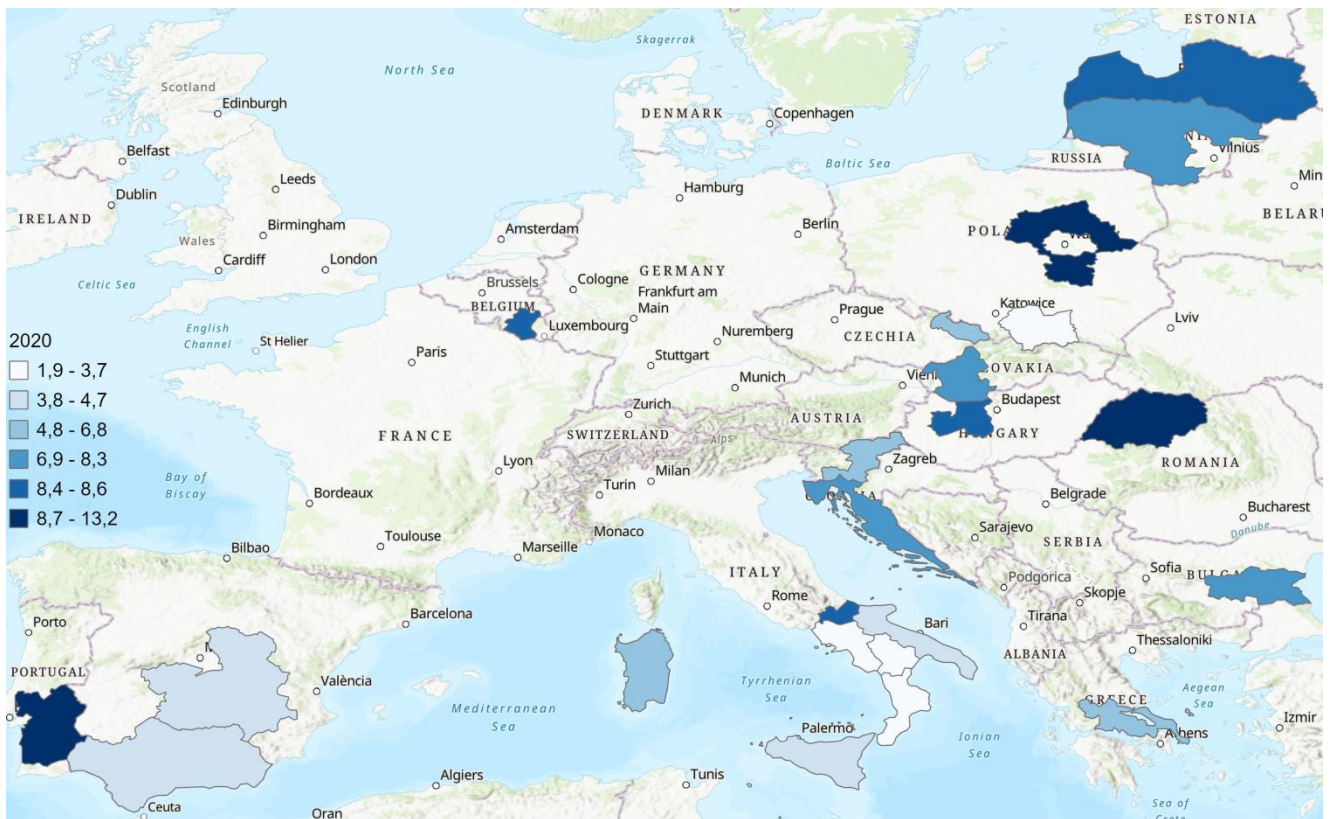 ESTONIA
Skagerrak
North Sea
Scotland
Edinburgh
DENMARK
Copenhagen
Belfast
Baltic Sea
RUSSIA
Vilnius
Leeds
Dublin
Hamburg
IRELAND
Birmingham
Wales
Amsterdam
Berlin
Cardiff
London
Celtic Sea
Brussels
Cologne
GERMANY
BELGIUM
Frankfurt am
Main
Katowice
Prague
Lviv
English
Channel
Luxembourg
CZECHIA
2020
St Helier
Nuremberg
Paris
Stuttgart
1,9 - 3,7
Munich
3,8 - 4,7
Budapest
4,8 - 6,8
Zurich
AUSTRIA
6,9 - 8,3
FRANCE
SWITZERLAND
Alps
8,4 - 8,6
Lyon
Zagreb
ROMANIA
Milan
8,7 - 13,2
Bay of
Biscay
Turin
Bordeaux
Belgrade
Bucharest
Danube
Toulouse
Monaco
Sarajevo
SERBIA
Bilbao
Marseille
ITALY
Podgorica
Sofia
Rome
Skopje
Porto
Barcelona
Bari
Tirana
Thessaloniki
PORTUGAL
ALBANIA
València
Tyrrhenian
Sea
Aegean
Sea
Mediterranean
Sea
GREECE
Palermo
Ionian
Sea
Athens
Izmir
Algiers
Tunis
Ceuta
Oran
Sea of